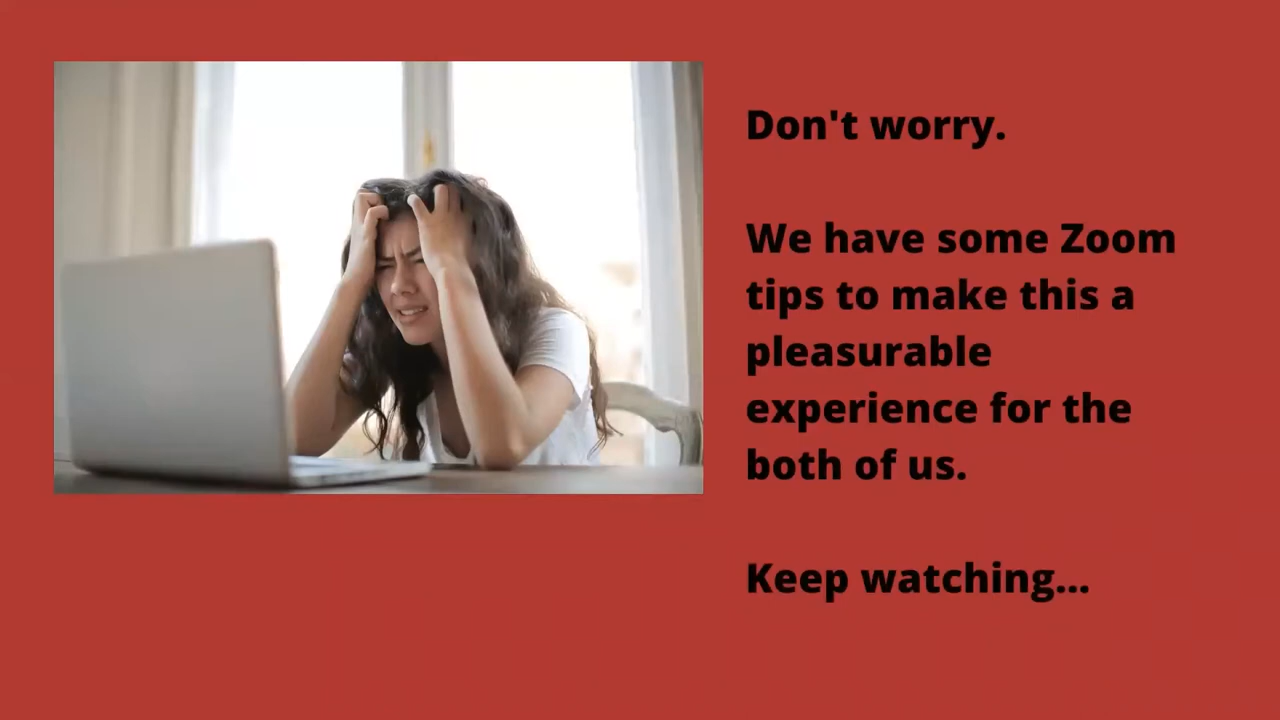 Don't worry.
We have some Zoom
tips to make this a
pleasurable
experience for the
both of us.
Keep watching...